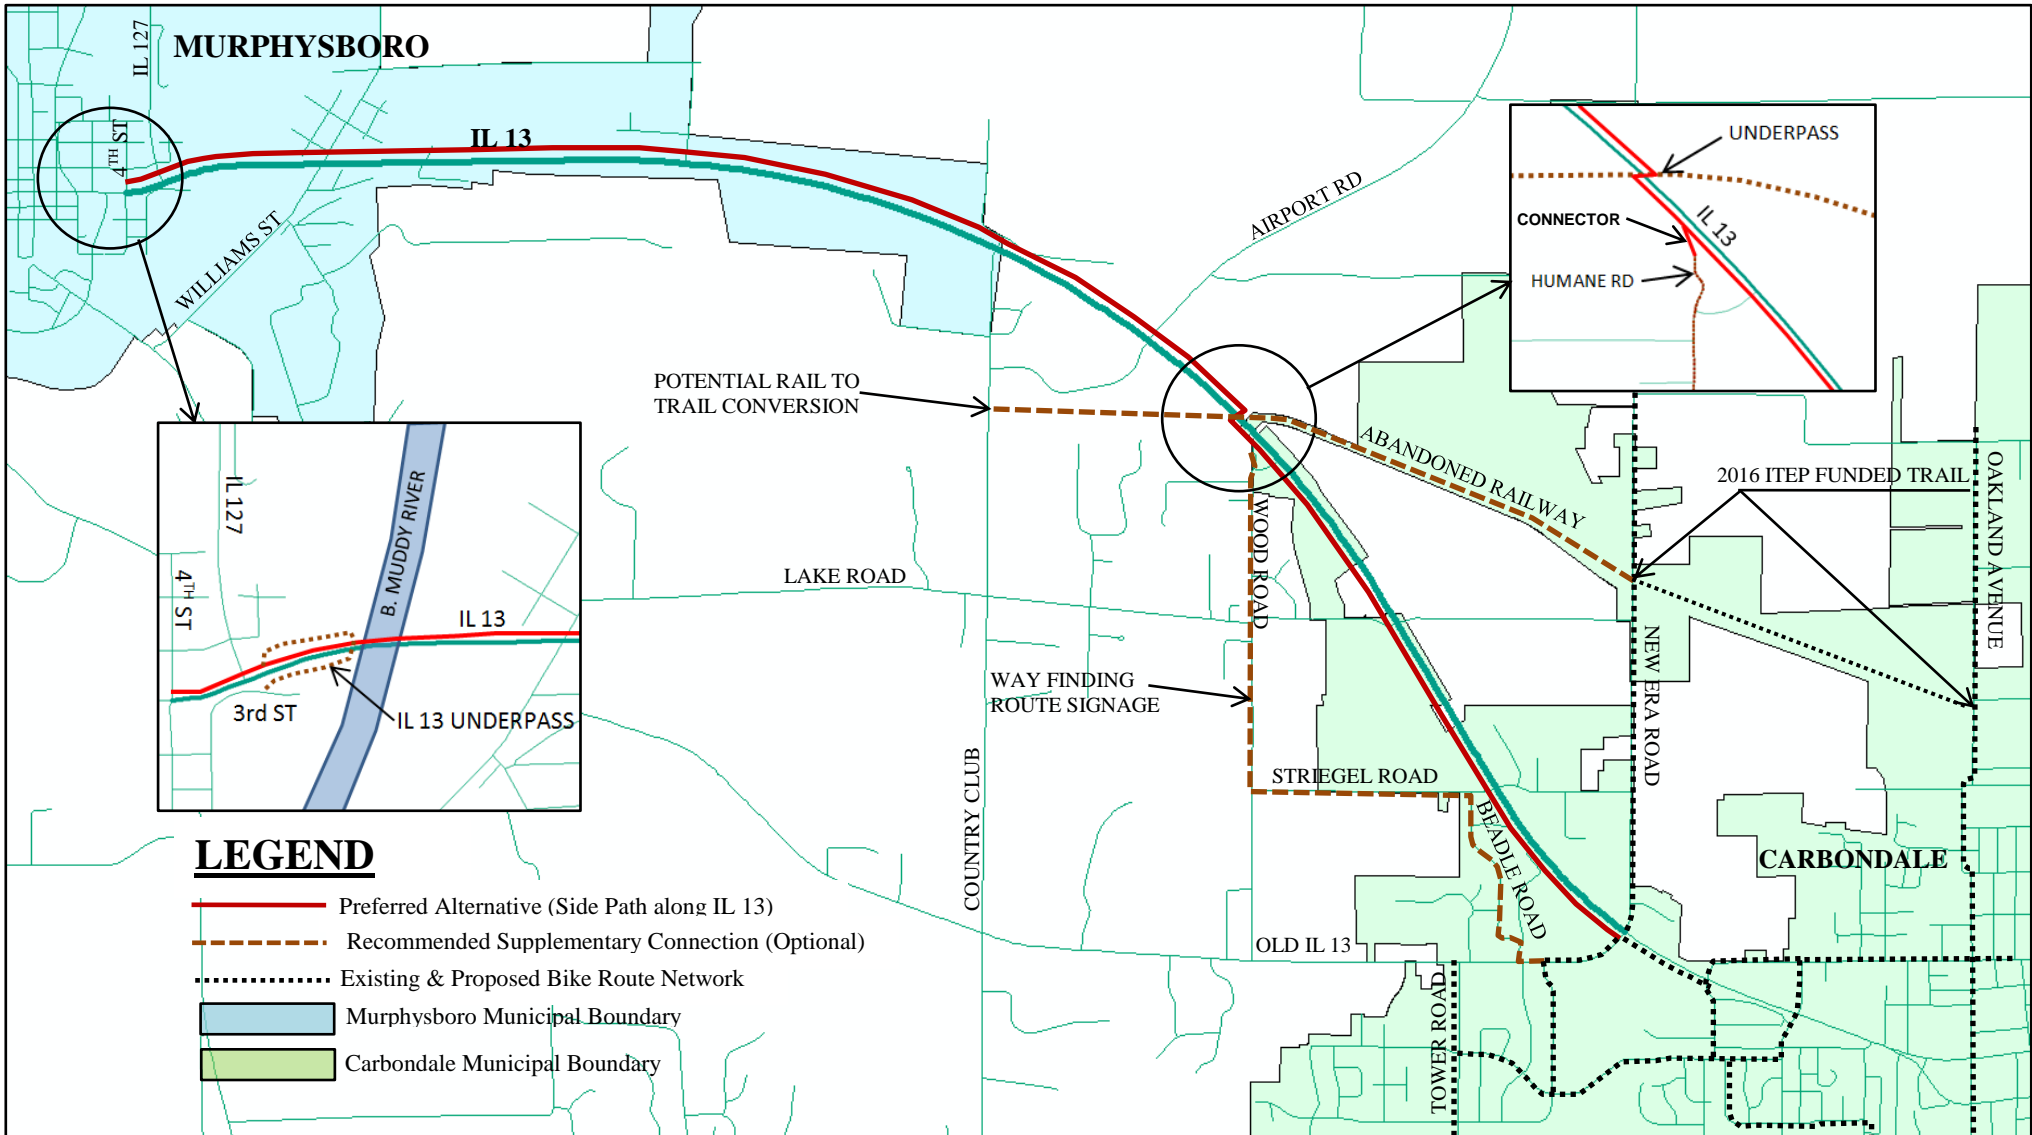 MURPHYSBORO
IL 127
4TH ST
IL 13
WILLIAMS ST
AIRPORT RD
UNDERPASS
CONNECTOR
IL 13
HUMANE RD
POTENTIAL RAIL TO
TRAIL CONVERSION
ABANDONED RAILWAY
2016 ITEP FUNDED TRAIL
OAKLAND AVENUE
WOOD ROAD
LAKE ROAD
IL 127
B. MUDDY RIVER
4TH ST
IL 13
3rd ST
IL 13 UNDERPASS
WAY FINDING
ROUTE SIGNAGE
NEW ERA ROAD
COUNTRY CLUB
STRIEGEL ROAD
BEADLE ROAD
CARBONDALE
OLD IL 13
TOWER ROAD
LEGEND
Preferred Alternative (Side Path along IL 13)
Recommended Supplementary Connection (Optional)
Existing & Proposed Bike Route Network
Murphysboro Municipal Boundary
Carbondale Municipal Boundary